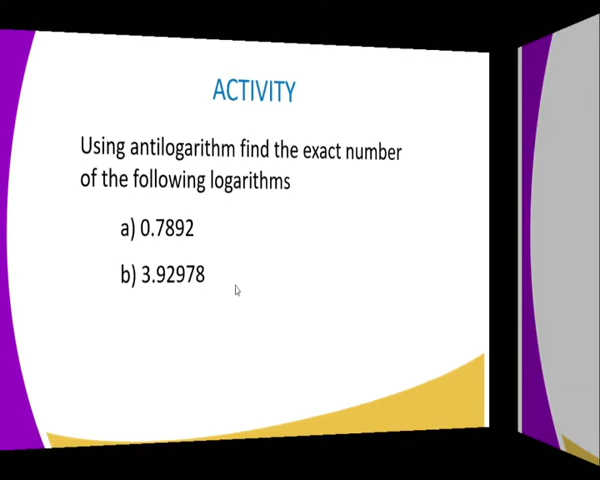 ACTIVITY
Using antilogarithm find the exact number
of the following logarithms
a) 0.7892
b) 3.92978